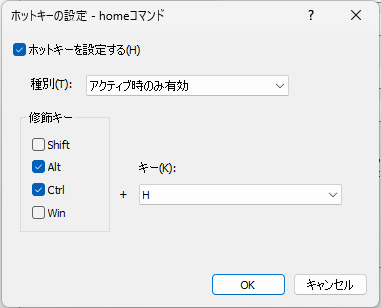 ホットキーの設定 - homeコマンド
ホットキーを設定する(H)
種別(T): アクティブ時のみ有効
修飾キー
Shift
Alt
Ctrl
Win
+
キー(K):
H
OK キャンセル